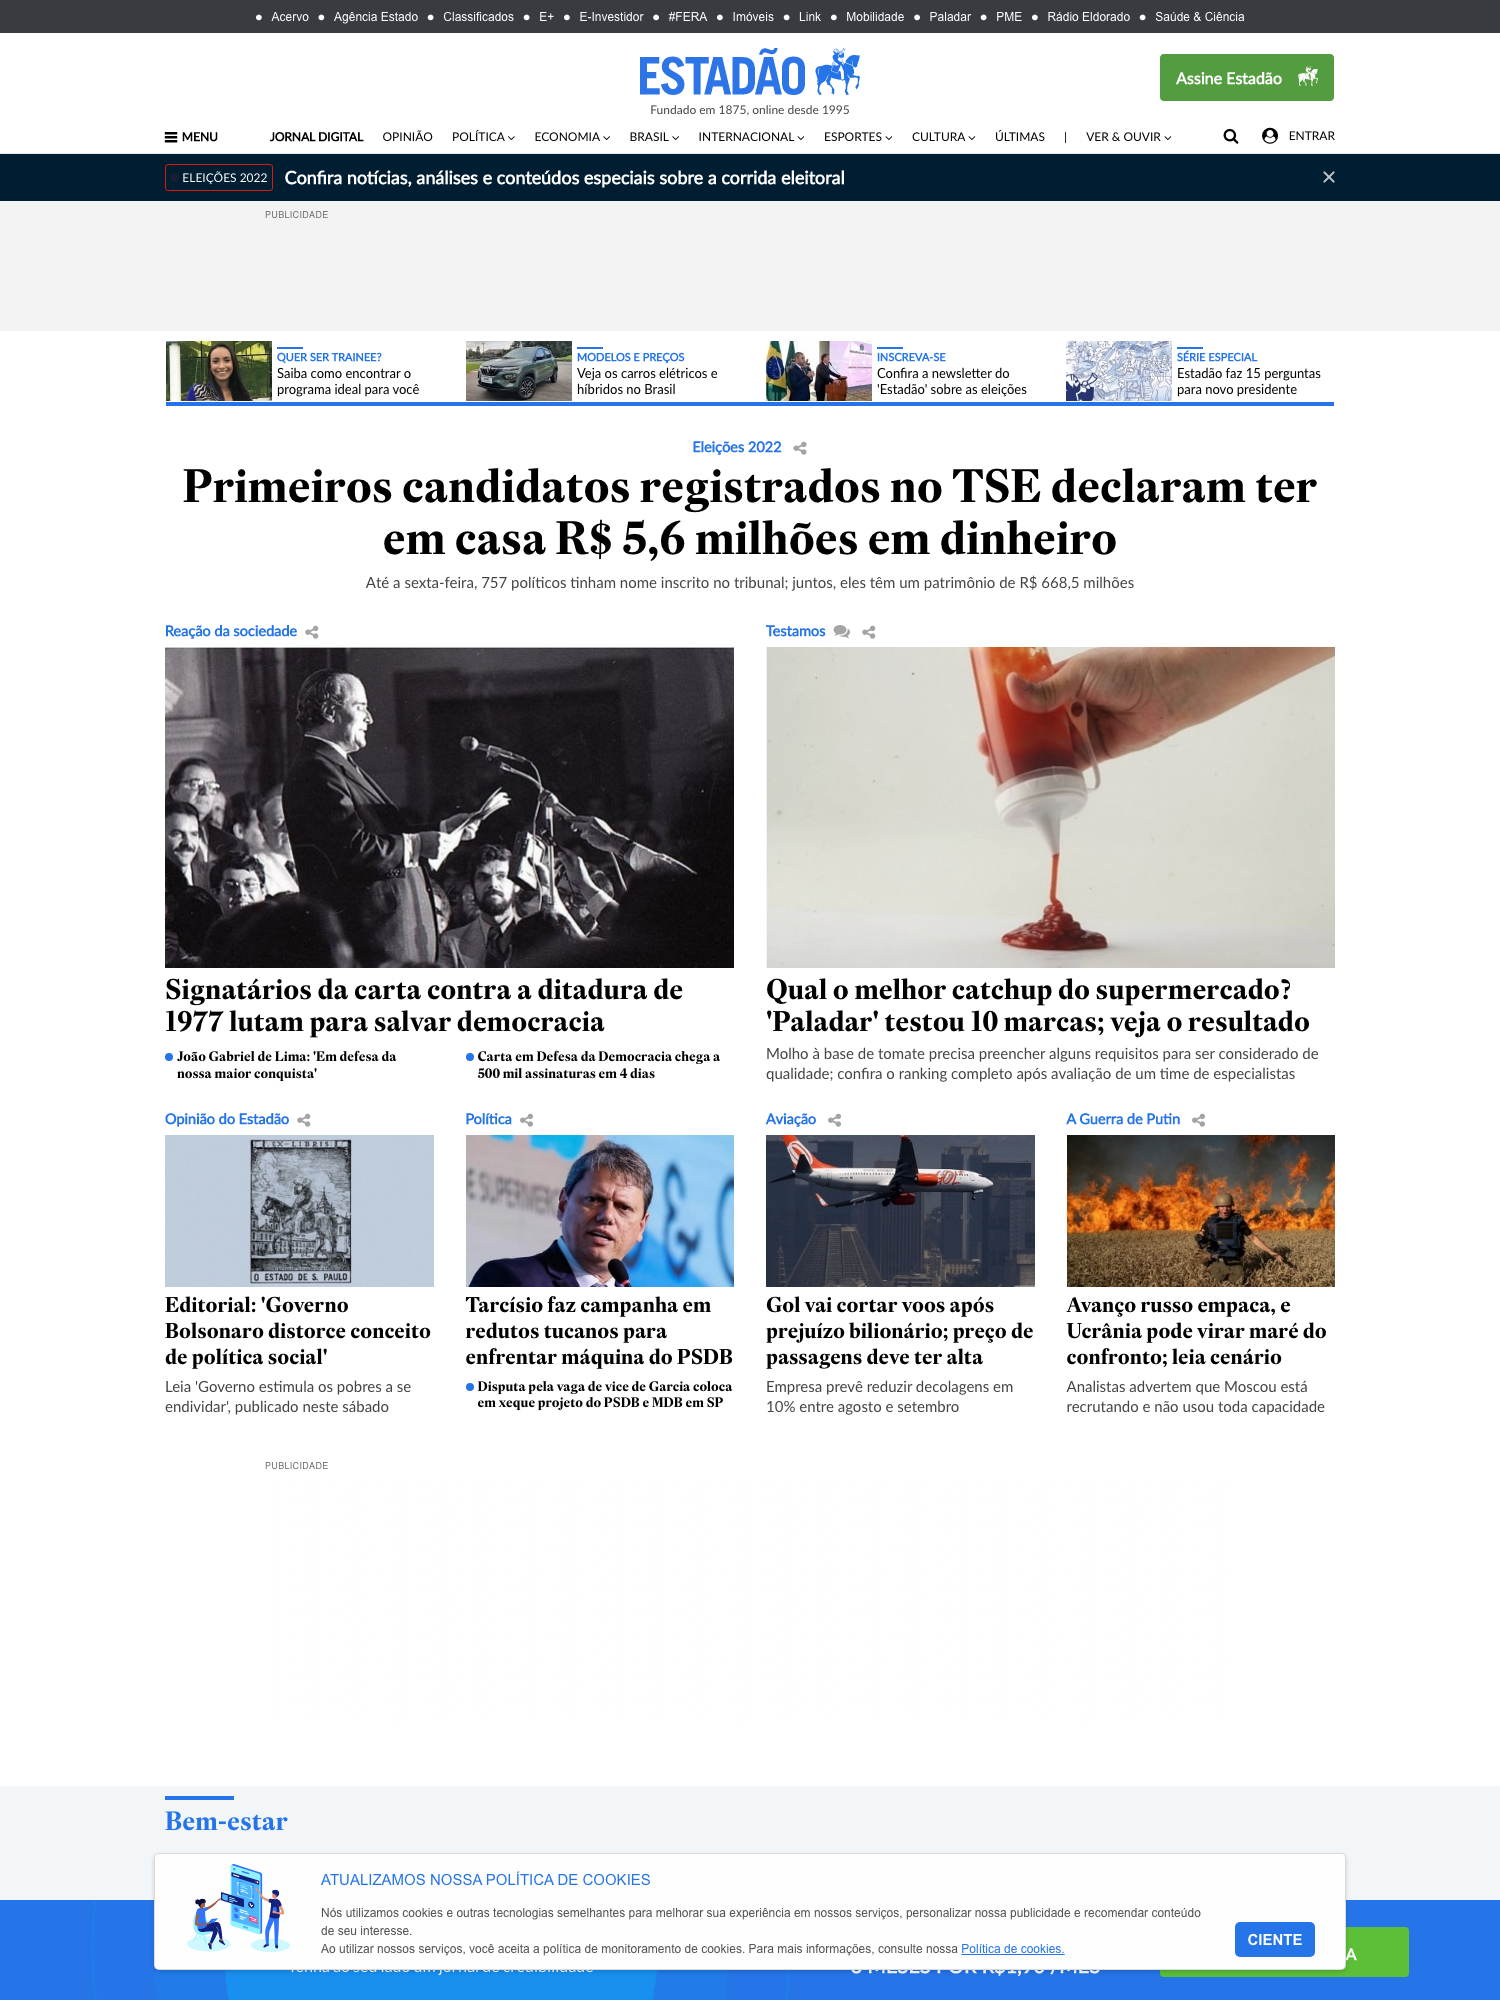 Acervo Agência Estado Classificados E+ E-Investidor #FERA Imóveis Link Mobilidade Paladar PME Rádio Eldorado Saúde & Ciência
ESTADÃO
Fundado em 1875, online desde 1995
Assine Estadão
MENU JORNAL DIGITAL OPINIÃO POLÍTICA ECONOMIA BRASIL INTERNACIONAL ESPORTES CULTURA ÚLTIMAS | VER & OUVIR ENTRAR
ELEIÇÕES 2022 Confira notícias, análises e conteúdos especiais sobre a corrida eleitoral
PUBLICIDADE
QUER SER TRAINEE?
Saiba como encontrar o
programa ideal para você
MODELOS E PREÇOS
Veja os carros elétricos e
híbridos no Brasil
INSCREVA-SE
Confira a newsletter do
'Estadão' sobre as eleições
SÉRIE ESPECIAL
Estadão faz 15 perguntas
para novo presidente
Eleições 2022
Primeiros candidatos registrados no TSE declaram ter
em casa R$ 5,6 milhões em dinheiro
Até a sexta-feira, 757 políticos tinham nome inscrito no tribunal; juntos, eles têm um patrimônio de R$ 668,5 milhões
Reação da sociedade
Signatários da carta contra a ditadura de
1977 lutam para salvar democracia
João Gabriel de Lima: 'Em defesa da
nossa maior conquista'
Carta em Defesa da Democracia chega a
500 mil assinaturas em 4 dias
Testamos
Qual o melhor catchup do supermercado?
'Paladar' testou 10 marcas; veja o resultado
Molho à base de tomate precisa preencher alguns requisitos para ser considerado de
qualidade; confira o ranking completo após avaliação de um time de especialistas
Opinião do Estadão
EX-LIBRIS
O ESTADO DE S. PAULO
Editorial: 'Governo
Bolsonaro distorce conceito
de política social'
Leia 'Governo estimula os pobres a se
endividar', publicado neste sábado
Política
Tarcísio faz campanha em
redutos tucanos para
enfrentar máquina do PSDB
Disputa pela vaga de vice de Garcia coloca
em xeque projeto do PSDB e MDB em SP
Aviação
GOL
Gol vai cortar voos após
prejuízo bilionário; preço de
passagens deve ter alta
Empresa prevê reduzir decolagens em
10% entre agosto e setembro
A Guerra de Putin
Avanço russo empaca, e
Ucrânia pode virar maré do
confronto; leia cenário
Analistas advertem que Moscou está
recrutando e não usou toda capacidade
PUBLICIDADE
Bem-estar
ATUALIZAMOS NOSSA POLÍTICA DE COOKIES
Nós utilizamos cookies e outras tecnologias semelhantes para melhorar sua experiência em nossos serviços, personalizar nossa publicidade e recomendar conteúdo
de seu interesse.
Ao utilizar nossos serviços, você aceita a política de monitoramento de cookies. Para mais informações, consulte nossa Política de cookies.
CIENTE